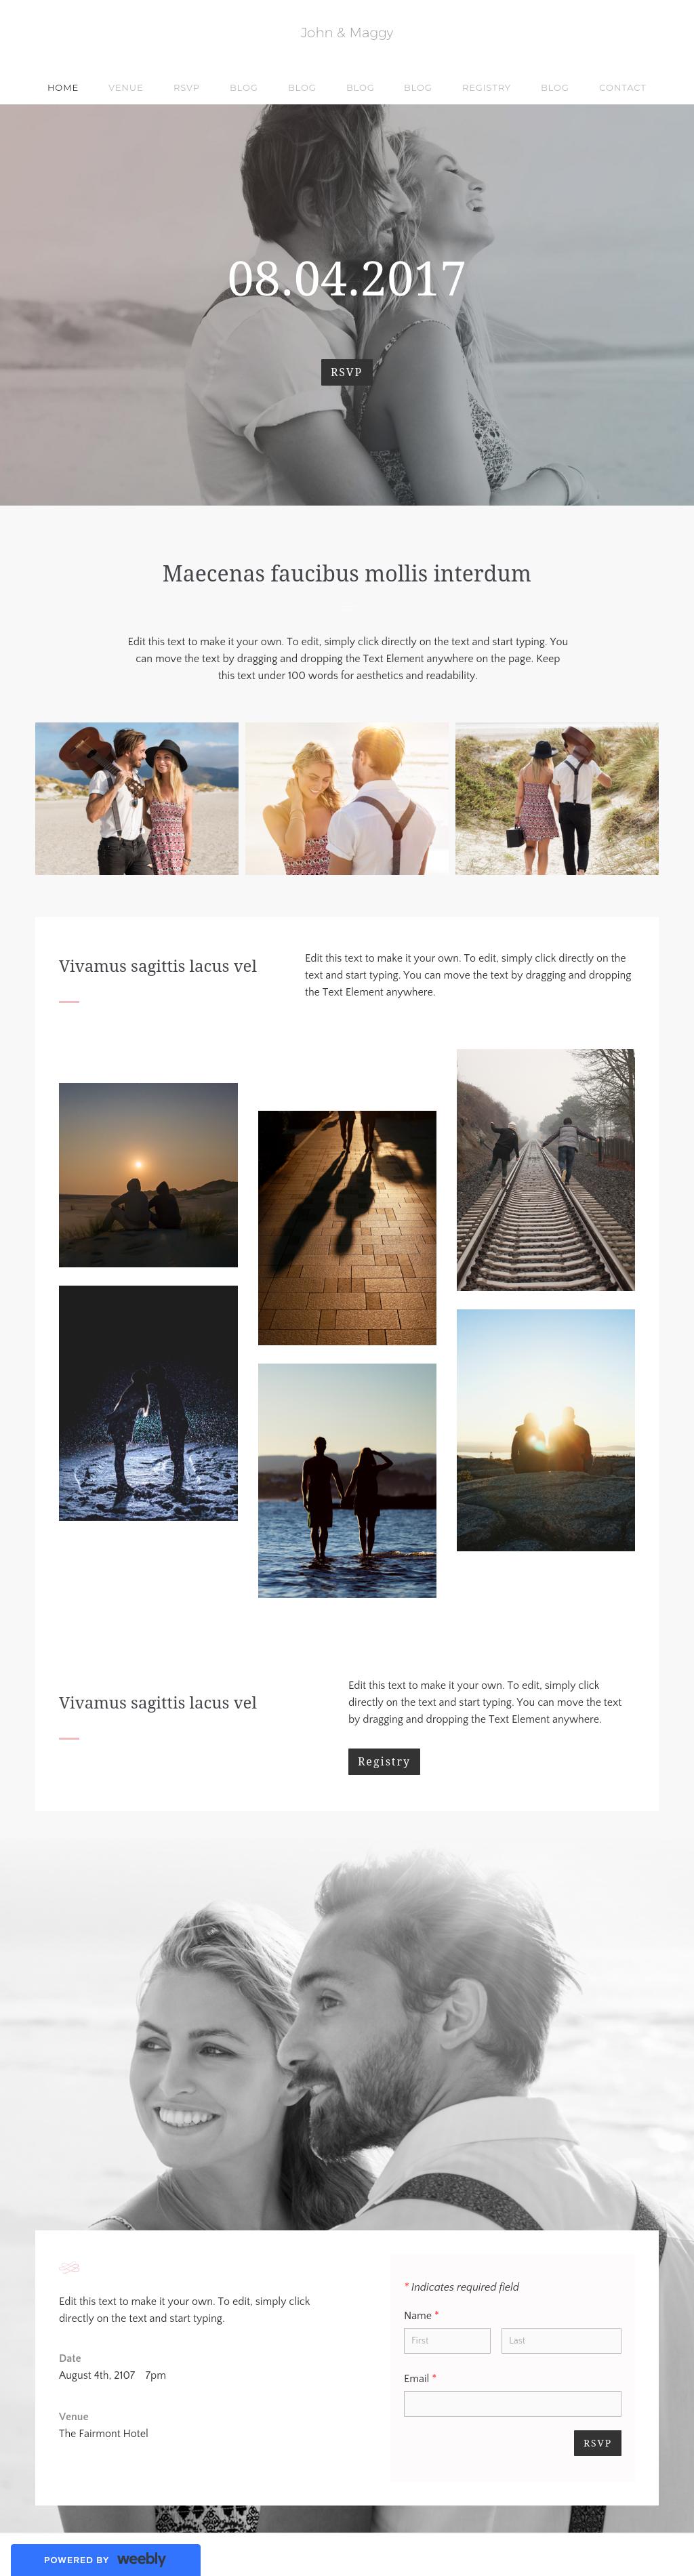 John & Maggy
HOME VENUE RSVP BLOG BLOG BLOG BLOG REGISTRY BLOG CONTACT
08.04.2017
RSVP
Maecenas faucibus mollis interdum
Edit this text to make it your own. To edit, simply click directly on the text and start typing. You
can move the text by dragging and dropping the Text Element anywhere on the page. Keep
this text under 100 words for aesthetics and readability.
Vivamus sagittis lacus vel
Edit this text to make it your own. To edit, simply click directly on the
text and start typing. You can move the text by dragging and dropping
the Text Element anywhere.
Vivamus sagittis lacus vel
Edit this text to make it your own. To edit, simply click
directly on the text and start typing. You can move the text
by dragging and dropping the Text Element anywhere.
Registry
Edit this text to make it your own. To edit, simply click
directly on the text and start typing.
Date
August 4th, 2107 7pm
Venue
The Fairmont Hotel
* Indicates required field
Name *
First Last
Email *
RSVP
POWERED BY weebly